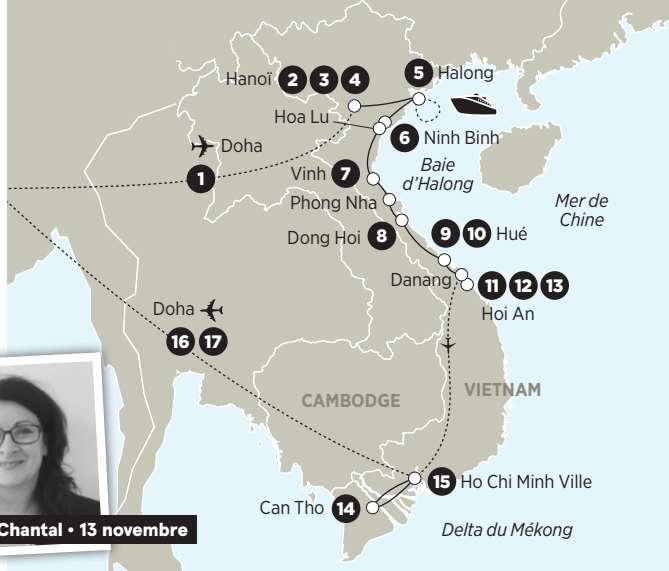 Hanoï 2 3 4
5 Halong
Hoa Lu
6 Ninh Binh
Doha
1
Baie
d’Halong
Vinh 7
Phong Nha
Mer de
Chine
Dong Hoi 8
9 10 Hué
Danang
11 12 13
Hoi An
Doha
16 17
CAMBODGE
VIETNAM
15 Ho Chi Minh Ville
Can Tho 14
Chantal • 13 novembre
Delta du Mékong